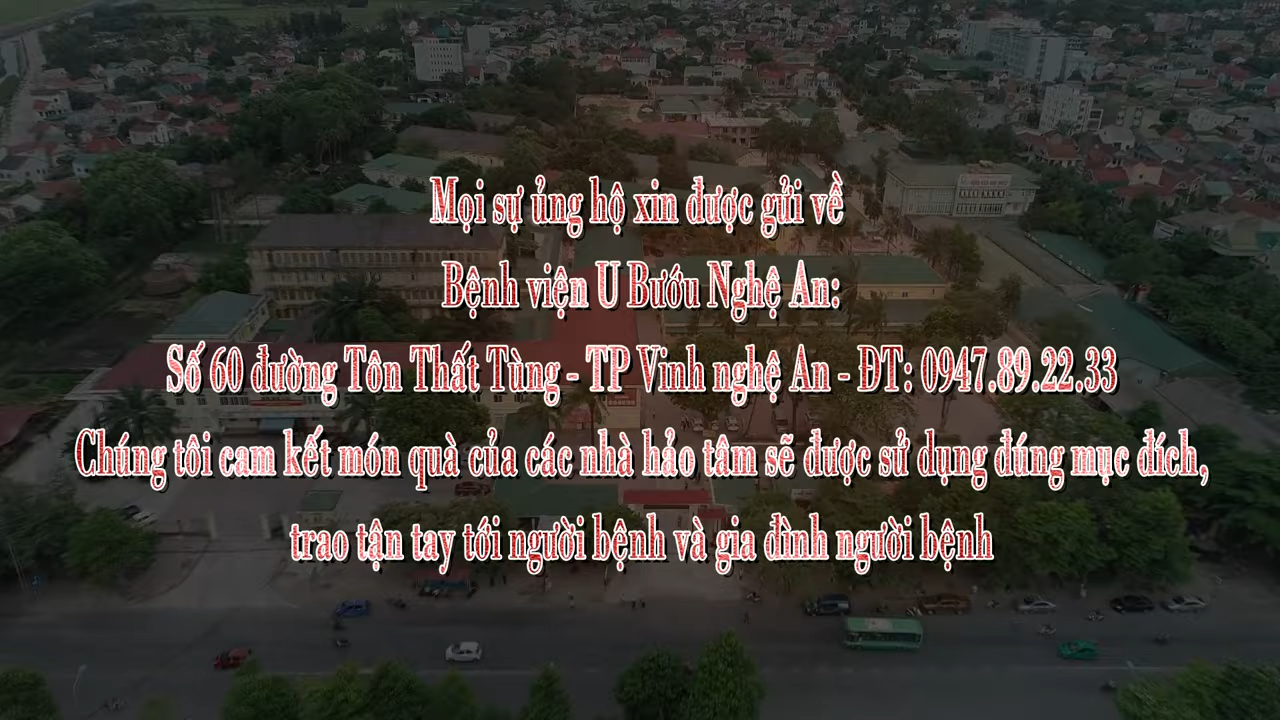 Mọi sự ủng hộ xin được gửi về
Bệnh viện U Bướu Nghệ An:
Số 60 đường Tôn Thất Tùng - TP Vinh nghệ An - ĐT: 0947.89.22.33
Chúng tôi cam kết món quà của các nhà hảo tâm sẽ được sử dụng đúng mục đích,
trao tận tay tới người bệnh và gia đình người bệnh